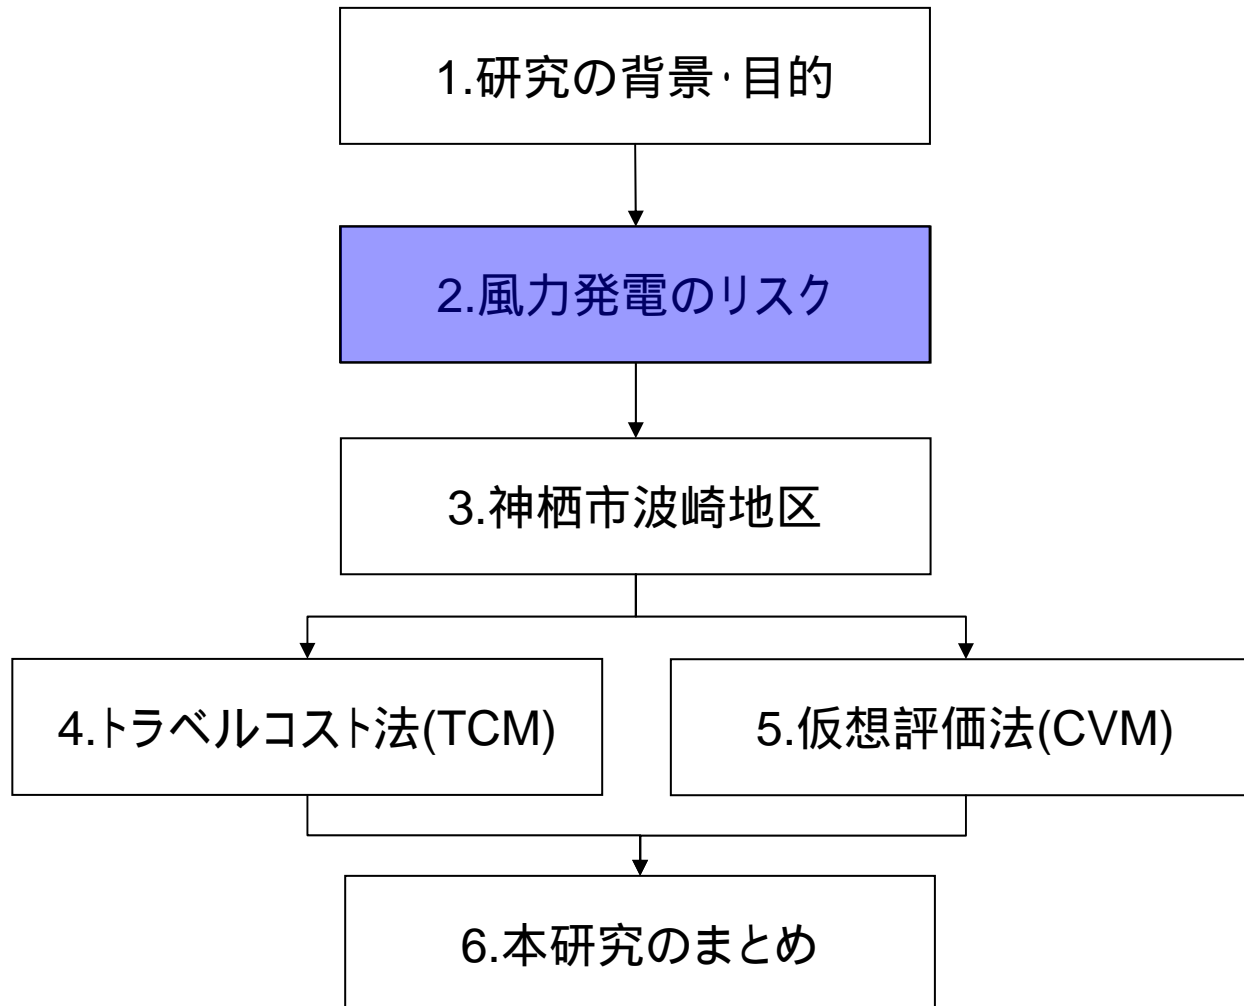 1.研究の背景・目的
2.風力発電のリスク
3.神栖市波崎地区
4.トラベルコスト法(TCM)
5.仮想評価法(CVM)
6.本研究のまとめ